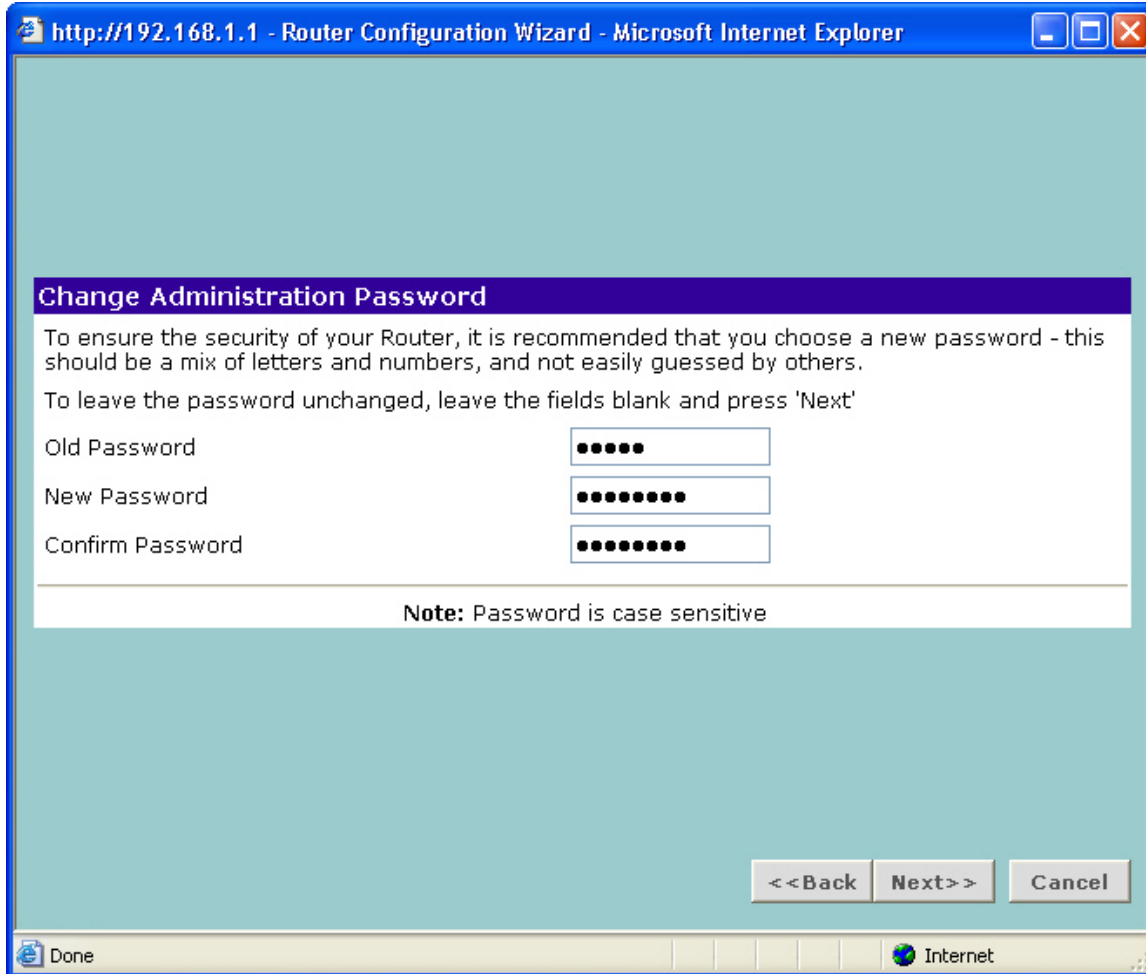 http://192.168.1.1 - Router Configuration Wizard - Microsoft Internet Explorer
Change Administration Password
To ensure the security of your Router, it is recommended that you choose a new password - this
should be a mix of letters and numbers, and not easily guessed by others.
To leave the password unchanged, leave the fields blank and press 'Next'
Old Password •••••
New Password ••••••••
Confirm Password ••••••••
Note: Password is case sensitive
<<Back Next>> Cancel
Done Internet